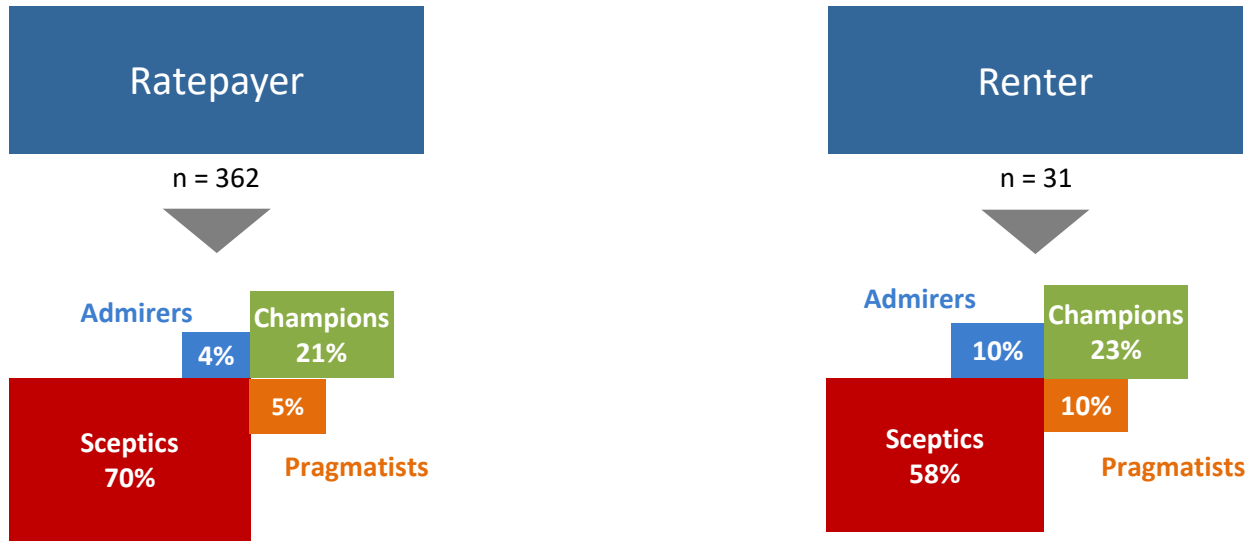 Ratepayer
n = 362
Admirers
Champions
21%
4%
5%
Sceptics
70%
Pragmatists
Renter
n = 31
Admirers
Champions
23%
10%
10%
Sceptics
58%
Pragmatists